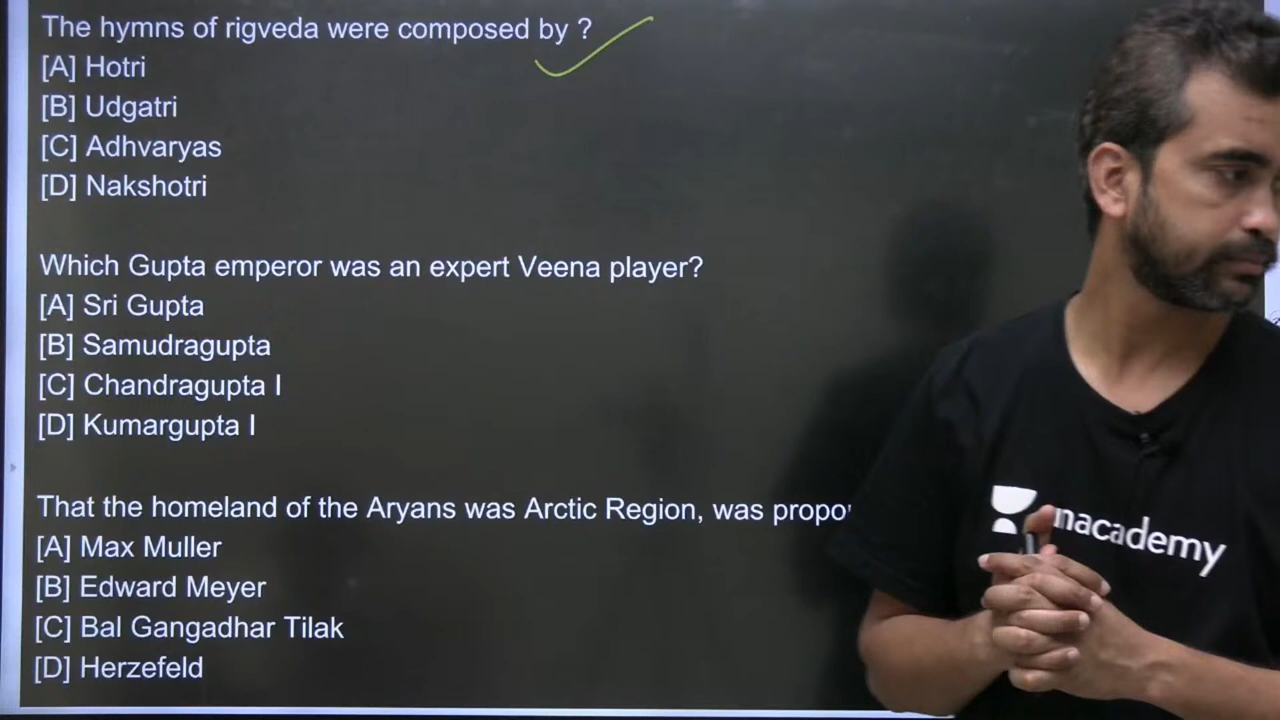 The hymns of rigveda were composed by ?
[A] Hotri
[B] Udgatri
[C] Adhvaryas
[D] Nakshotri
Which Gupta emperor was an expert Veena player?
[A] Sri Gupta
[B] Samudragupta
[C] Chandragupta I
[D] Kumargupta I
That the homeland of the Aryans was Arctic Region, was
[A] Max Muller
[B] Edward Meyer
[C] Bal Gangadhar Tilak
[D] Herzefeld
nacademy